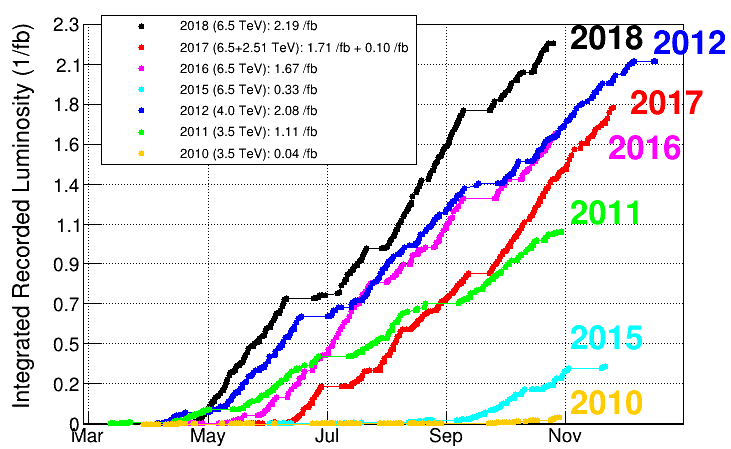 Integrated Recorded Luminosity (1/fb)
2.3
2.1
1.8
1.6
1.4
1.1
0.9
0.7
0.5
0.2
0
2018 (6.5 TeV): 2.19 /fb
2017 (6.5+2.51 TeV): 1.71 /fb + 0.10 /fb
2016 (6.5 TeV): 1.67 /fb
2015 (6.5 TeV): 0.33 /fb
2012 (4.0 TeV): 2.08 /fb
2011 (3.5 TeV): 1.11 /fb
2010 (3.5 TeV): 0.04 /fb
2018
2012
2017
2016
2011
2015
2010
Mar
May
Jul
Sep
Nov